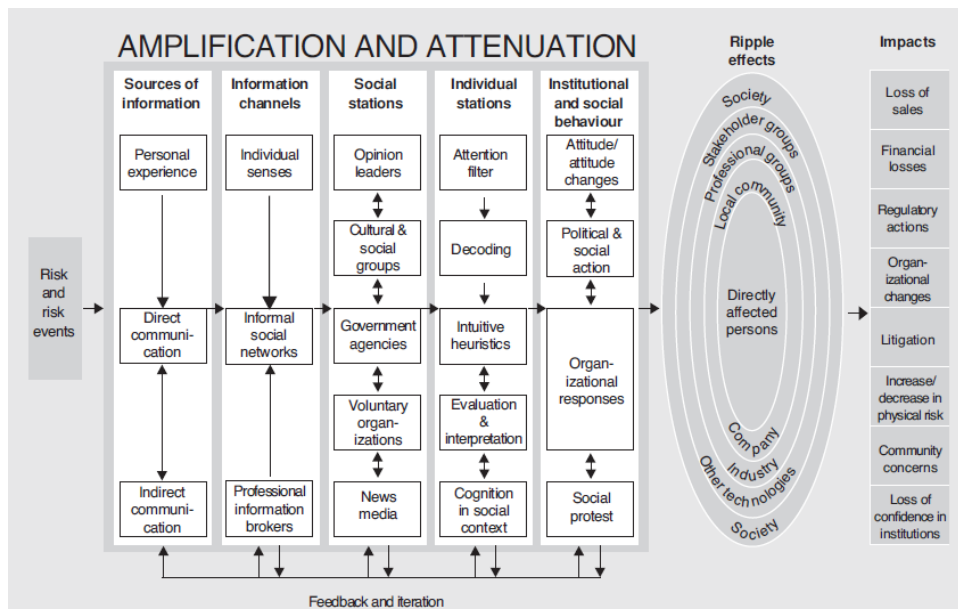 AMPLIFICATION AND ATTENUATION
Ripple
effects
Impacts
Sources of
information
Information
channels
Social
stations
Individual
stations
Institutional
and social
behaviour
Risk
and
risk
events
Personal
experience
Direct
communi-
cation
Indirect
communi-
cation
Individual
senses
Informal
social
networks
Professional
information
brokers
Opinion
leaders
Cultural &
social
groups
Government
agencies
Voluntary
organ-
izations
News
media
Attention
filter
Decoding
Intuitive
heuristics
Evaluation
&
interpretation
Cognition
in social
context
Attitude/
attitude
changes
Political &
social
action
Organ-
izational
responses
Social
protest
Society
Stakeholder groups
Professional groups
Local community
Directly
affected
persons
Company
Industry
Other technologies
Society
Loss of
sales
Financial
losses
Regulatory
actions
Organ-
izational
changes
Litigation
Increase/
decrease in
physical risk
Community
concerns
Loss of
confidence in
institutions
Feedback and iteration